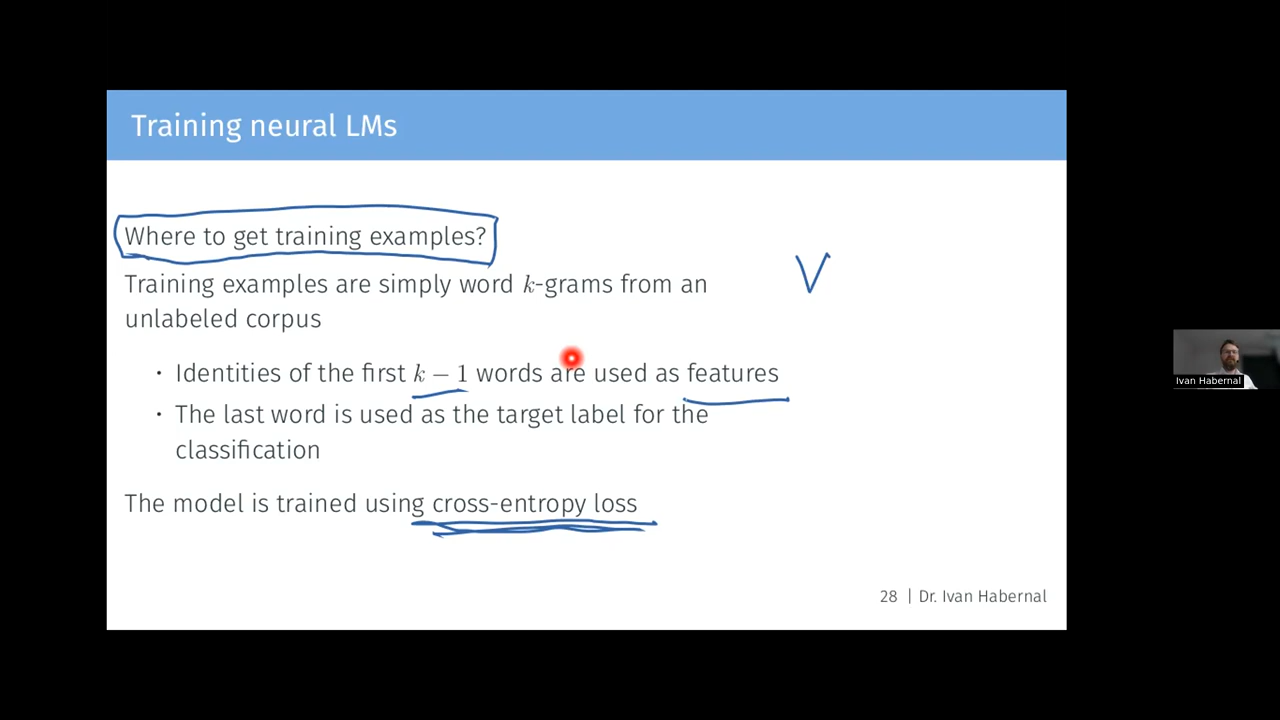 Training neural LMs
Where to get training examples?
V
Training examples are simply word k-grams from an
unlabeled corpus
· Identities of the first k − 1 words are used as features
· The last word is used as the target label for the
classification
The model is trained using cross-entropy loss
28 | Dr. Ivan Habernal
Ivan Habernal